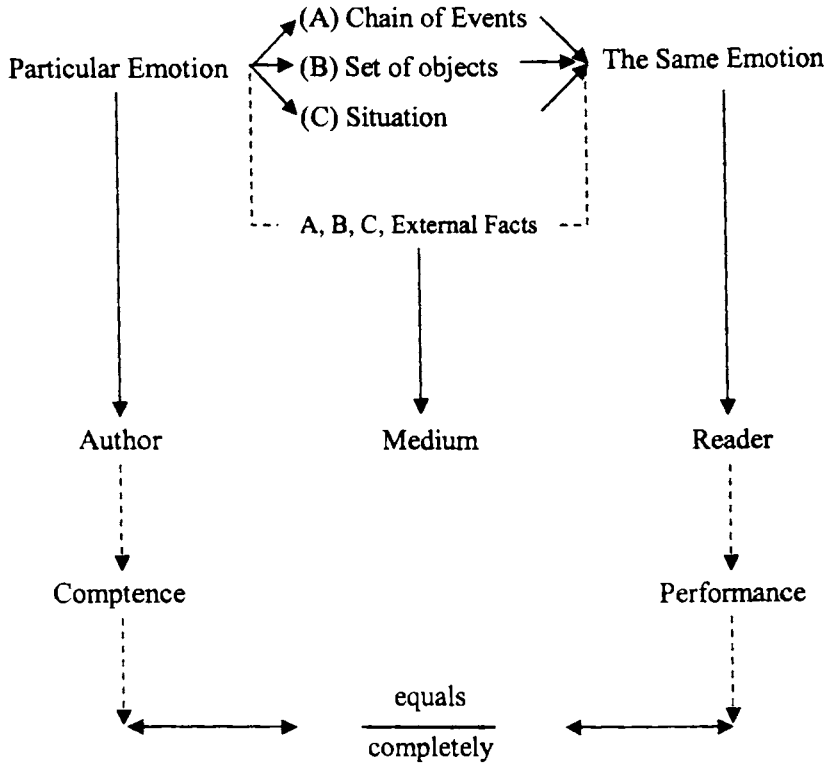 (A) Chain of Events
Particular Emotion
(B) Set of objects
The Same Emotion
(C) Situation
A, B, C, External Facts
Author
Medium
Reader
Comptence
Performance
equals
completely